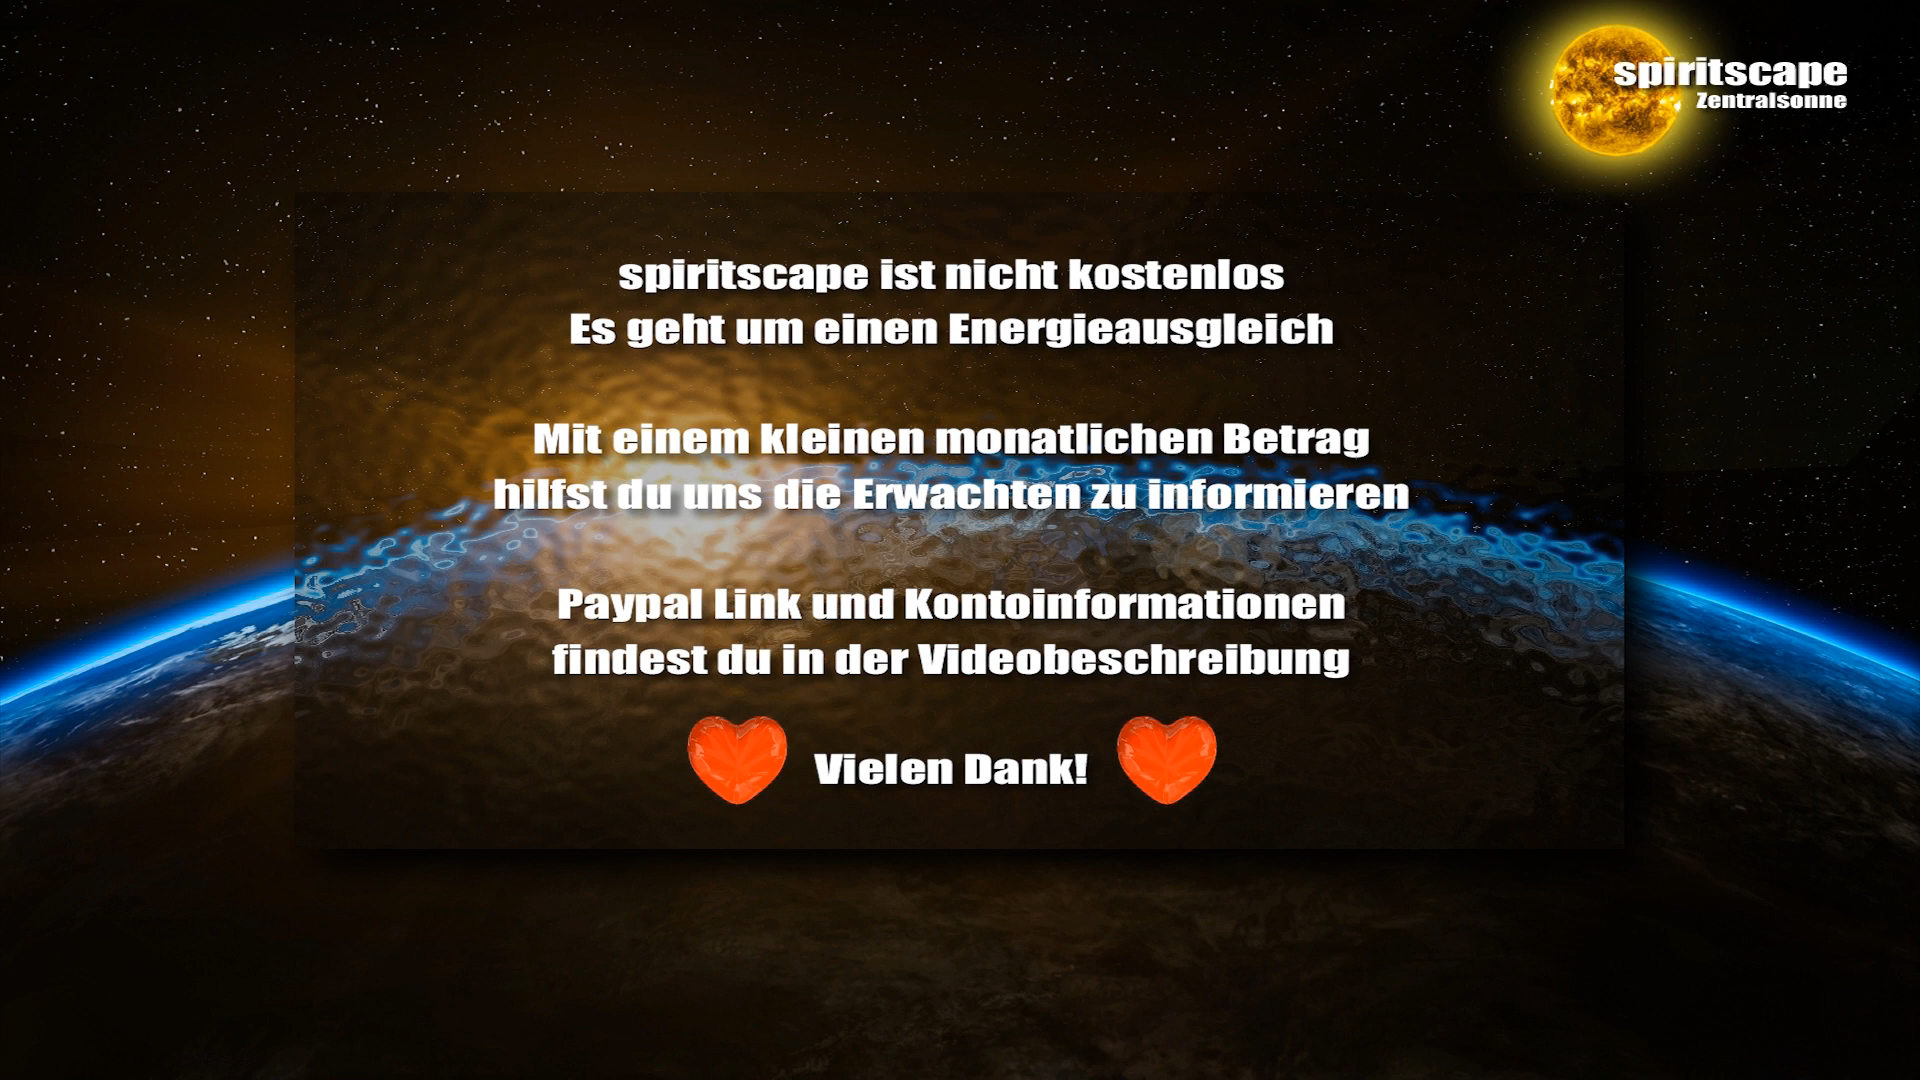 spiritscape
Zentralsonne
spiritscape ist nicht kostenlos
Es geht um einen Energieausgleich
Mit einem kleinen monatlichen Betrag
hilfst du uns die Erwachten zu informieren
Paypal Link und Kontoinformationen
findest du in der Videobeschreibung
Vielen Dank!